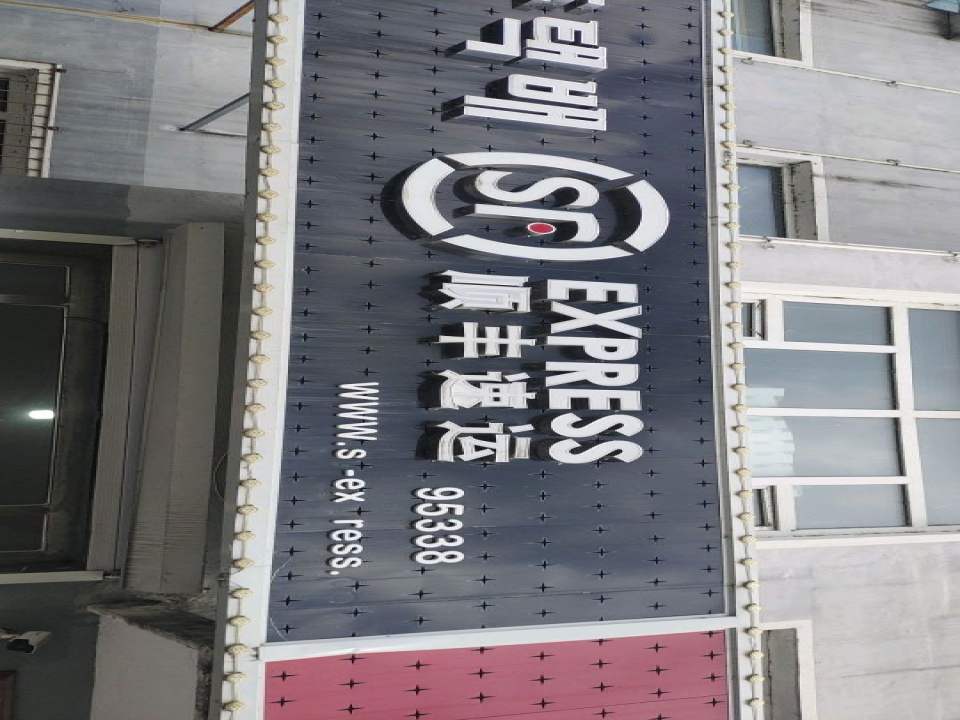 SF EXPRESS
顺丰速运
95338
www.s -ex ress.